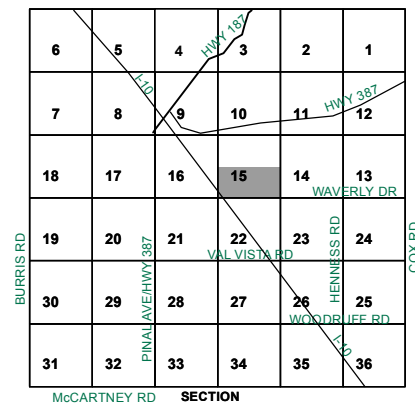 6 5 4 HWY 187 3 2 1
I-10
7 8 9 10 11 HWY 387 12
18 17 16 15 14 13
WAVERLY DR
BURRIS RD
19 20 PINAL AVE/HWY 387 21 22 23 HENNESS RD 24 COX RD
VAL VISTA RD
30 29 28 27 26 25
WOODRUFF RD
I-10
31 32 33 34 35 36
McCARTNEY RD SECTION